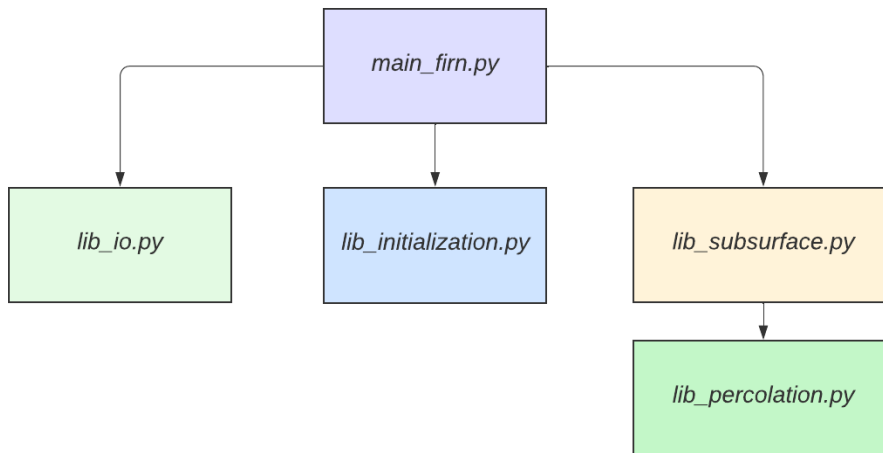 main_firn.py
lib_io.py
lib_initialization.py
lib_subsurface.py
lib_percolation.py